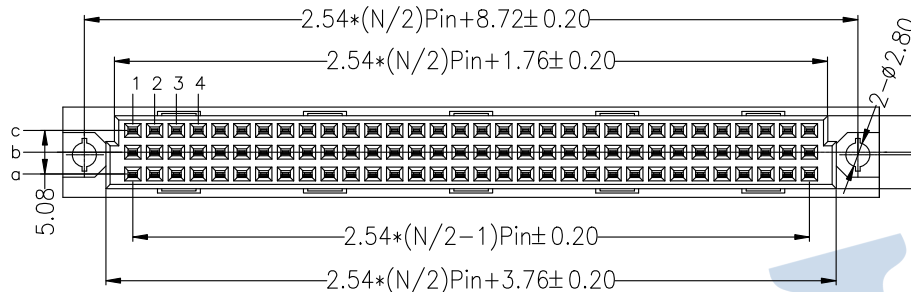 2.54*(N/2)Pin+8.72±0.20
2.54*(N/2)Pin+1.76±0.20
2-ø2.80
1 2 3 4
c
b
a
5.08
2.54*(N/2-1)Pin±0.20
2.54*(N/2)Pin+3.76±0.20